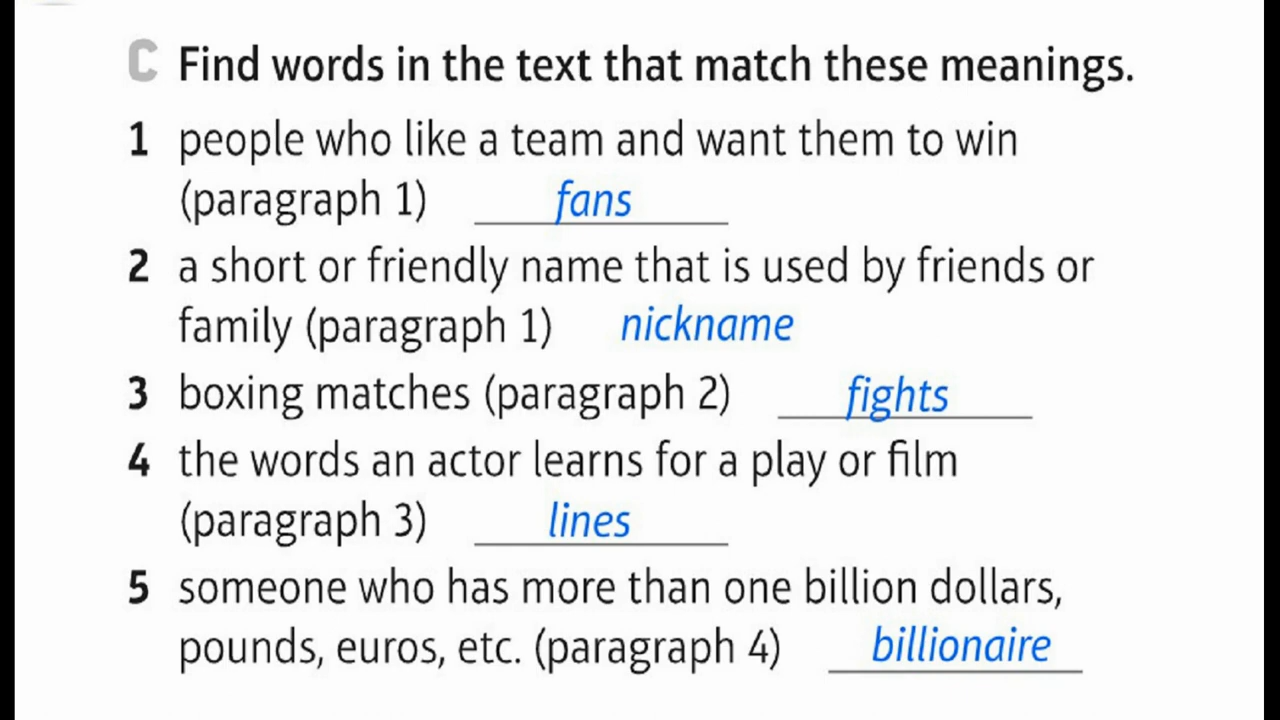 C Find words in the text that match these meanings.
1 people who like a team and want them to win
(paragraph 1) fans
2 a short or friendly name that is used by friends or
family (paragraph 1) nickname
3 boxing matches (paragraph 2) fights
4 the words an actor learns for a play or film
(paragraph 3) lines
5 someone who has more than one billion dollars,
pounds, euros, etc. (paragraph 4) billionaire